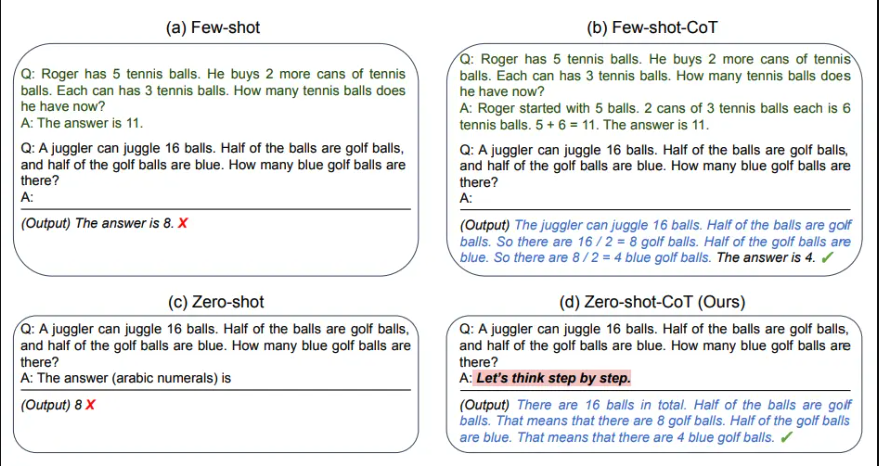 (a) Few-shot
Q: Roger has 5 tennis balls. He buys 2 more cans of tennis
balls. Each can has 3 tennis balls. How many tennis balls does
he have now?
A: The answer is 11.
Q: A juggler can juggle 16 balls. Half of the balls are golf balls,
and half of the golf balls are blue. How many blue golf balls are
there?
A:
(Output) The answer is 8. ✗
(b) Few-shot-CoT
Q: Roger has 5 tennis balls. He buys 2 more cans of tennis
balls. Each can has 3 tennis balls. How many tennis balls does
he have now?
A: Roger started with 5 balls. 2 cans of 3 tennis balls each is 6
tennis balls. 5 + 6 = 11. The answer is 11.
Q: A juggler can juggle 16 balls. Half of the balls are golf balls,
and half of the golf balls are blue. How many blue golf balls are
there?
A:
(Output) The juggler can juggle 16 balls. Half of the balls are golf
balls. So there are 16 / 2 = 8 golf balls. Half of the golf balls are
blue. So there are 8 / 2 = 4 blue golf balls. The answer is 4. ✓
(c) Zero-shot
Q: A juggler can juggle 16 balls. Half of the balls are golf balls,
and half of the golf balls are blue. How many blue golf balls are
there?
A: The answer (arabic numerals) is
(Output) 8 ✗
(d) Zero-shot-CoT (Ours)
Q: A juggler can juggle 16 balls. Half of the balls are golf balls,
and half of the golf balls are blue. How many blue golf balls are
there?
A: Let's think step by step.
(Output) There are 16 balls in total. Half of the balls are golf
balls. That means that there are 8 golf balls. Half of the golf balls
are blue. That means that there are 4 blue golf balls. ✓